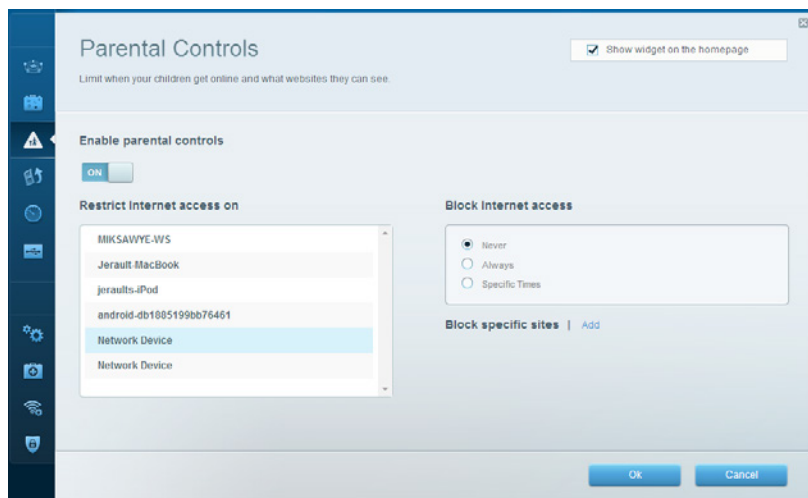 Parental Controls
Show widget on the homepage
Limit when your children get online and what websites they can see.
Enable parental controls
ON
Restrict Internet access on
Block Internet access
MIKSAWYE-WS
Jerault-MacBook
jeraults-iPod
android-db1885199bb76461
Network Device
Network Device
Never
Always
Specific Times
Block specific sites | Add
Ok
Cancel